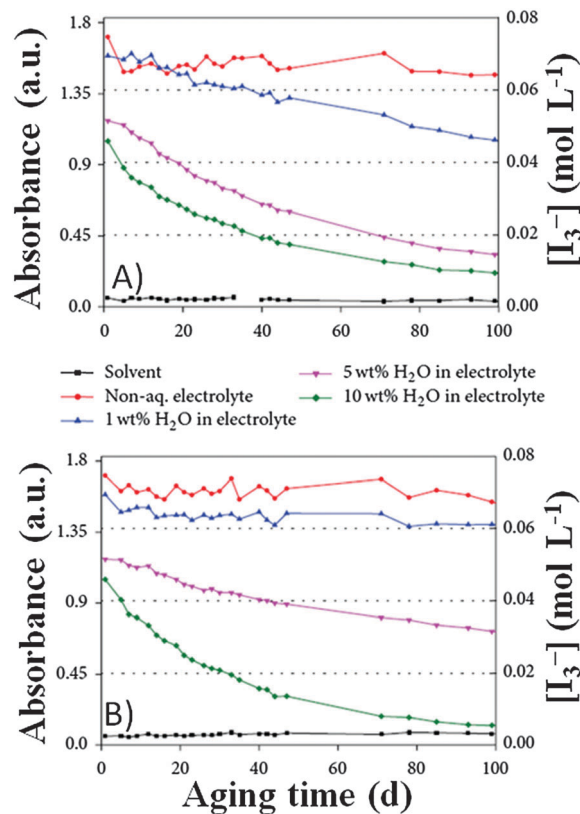 1.8
1.35
0.9
0.45
0.0
Absorbance (a.u.)
A)
0.08
0.06
0.04
0.02
0.00
[I₃⁻] (mol L⁻¹)
0 20 40 60 80 100
Solvent
Non-aq. electrolyte
1 wt% H₂O in electrolyte
5 wt% H₂O in electrolyte
10 wt% H₂O in electrolyte
1.8
1.35
0.9
0.45
0.0
Absorbance (a.u.)
B)
0.08
0.06
0.04
0.02
0.00
[I₃⁻] (mol L⁻¹)
0 20 40 60 80 100
Aging time (d)